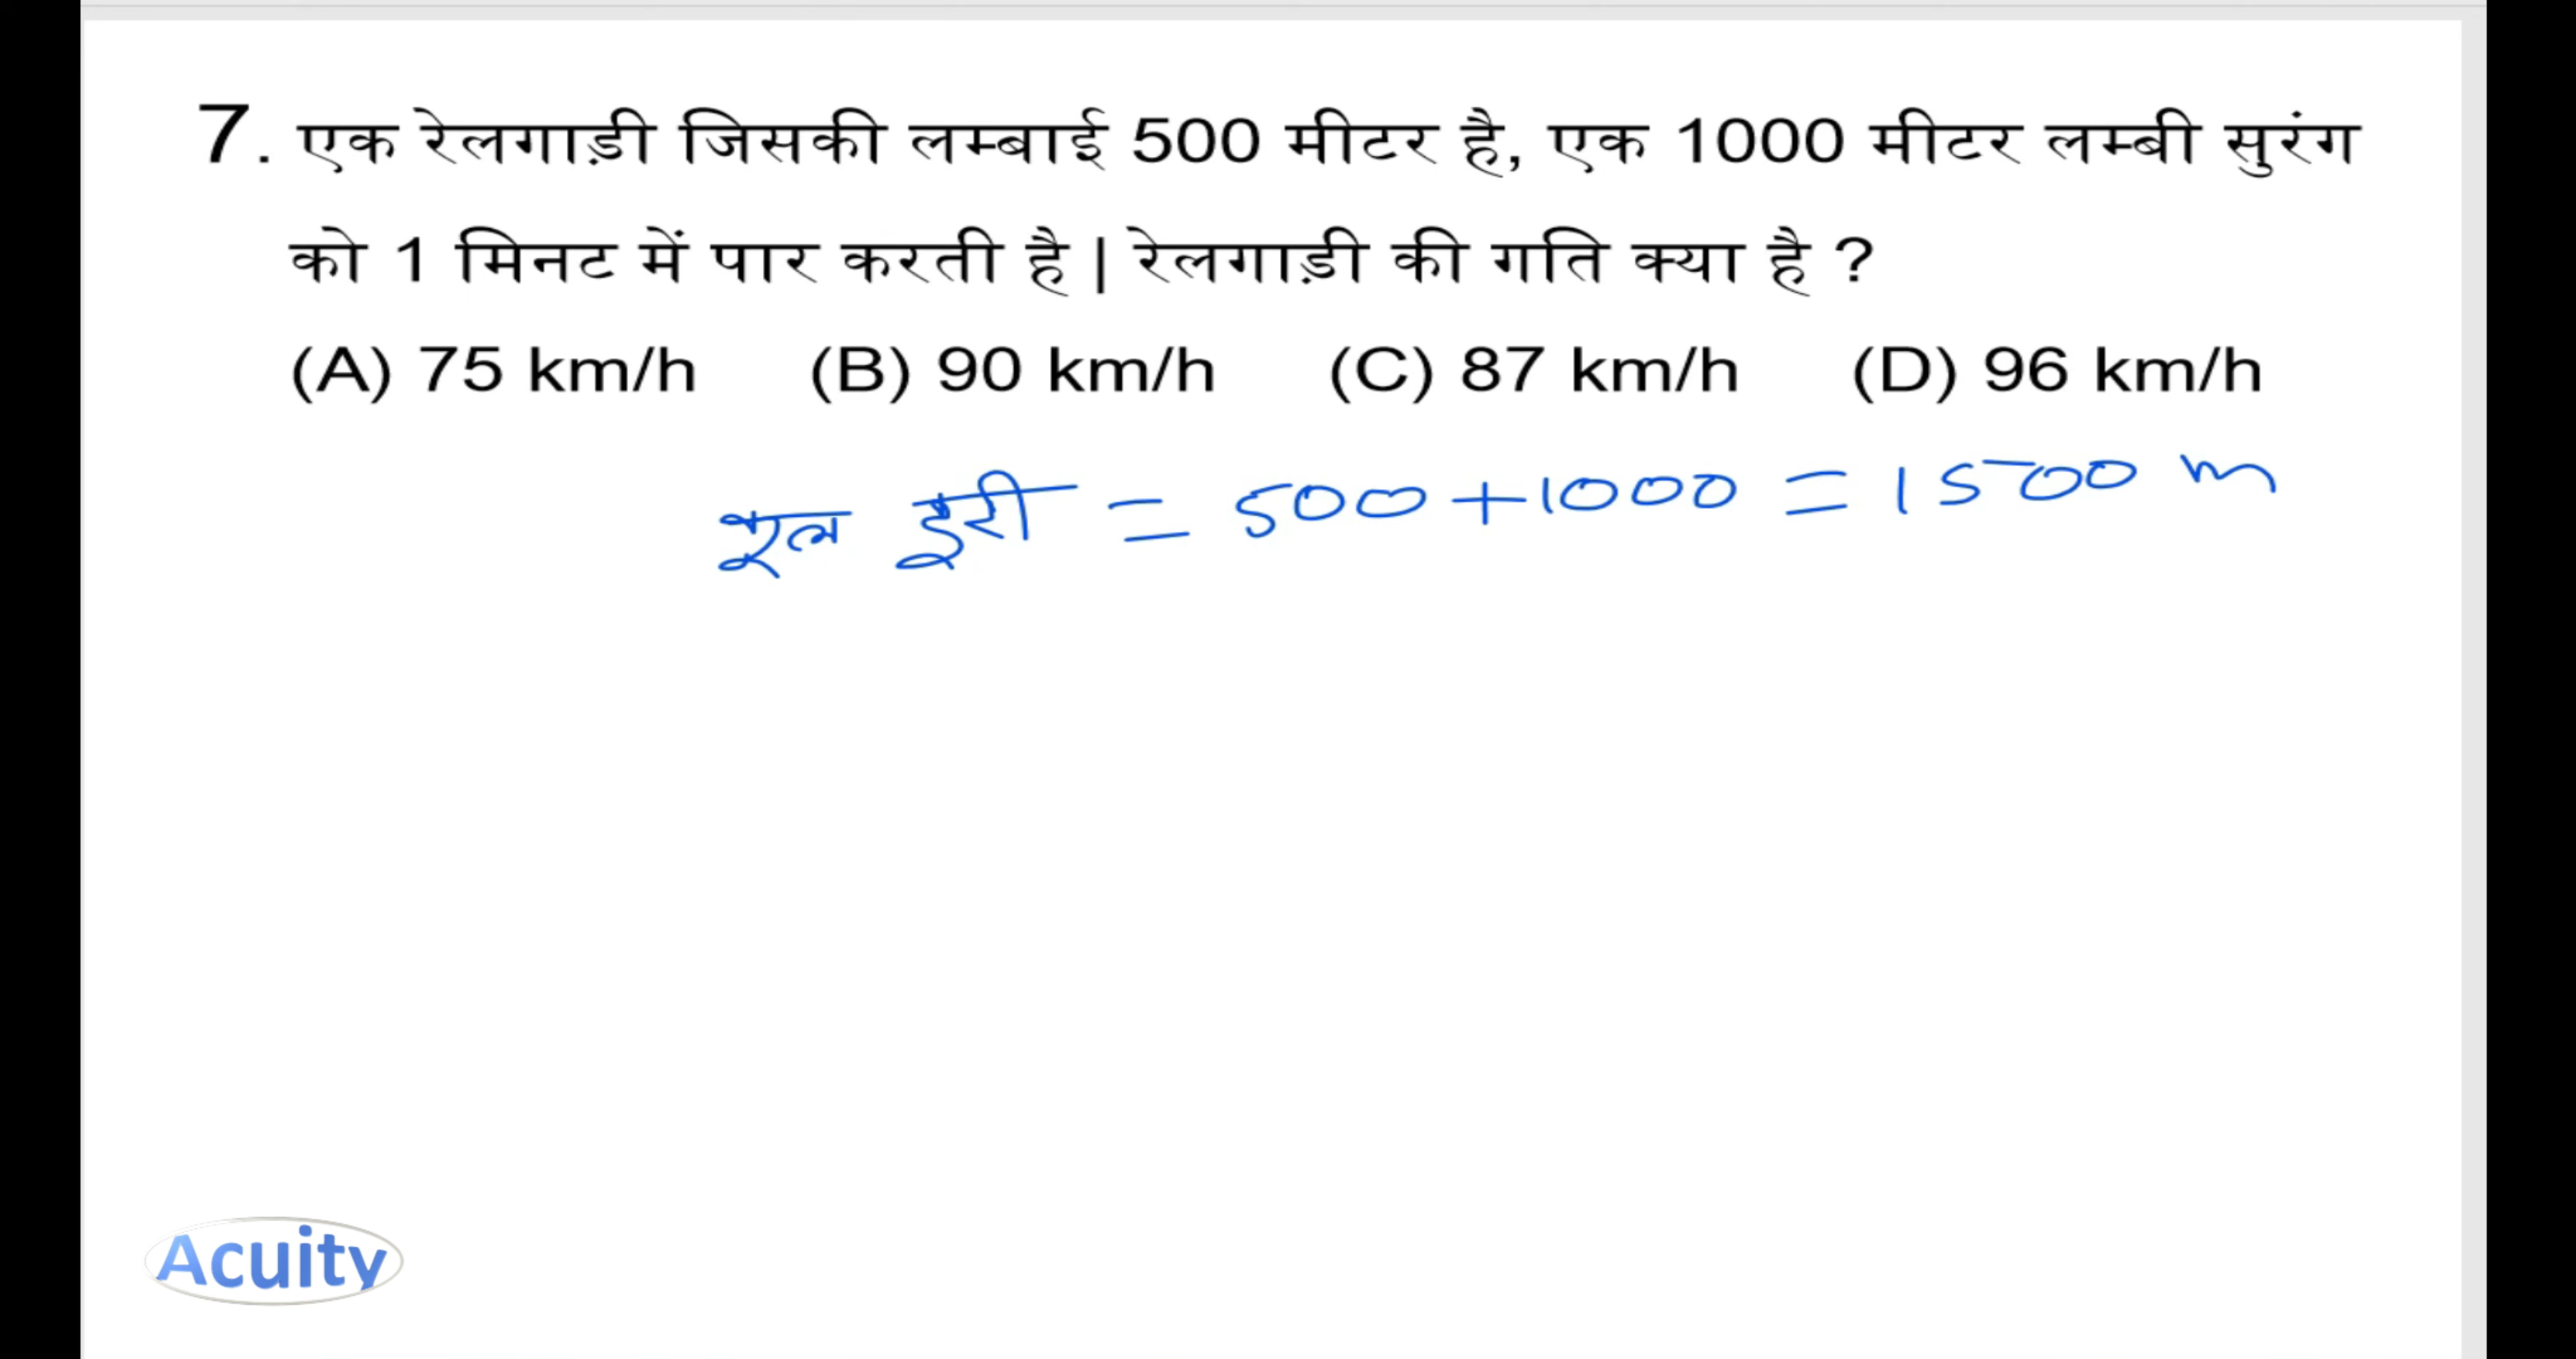 7. एक रेलगाड़ी जिसकी लम्बाई 500 मीटर है, एक 1000 मीटर लम्बी सुरंग
को 1 मिनट में पार करती है | रेलगाड़ी की गति क्या है ?
(A) 75 km/h (B) 90 km/h (C) 87 km/h (D) 96 km/h
दूरी = 500 + 1000 = 1500 m
Acuity